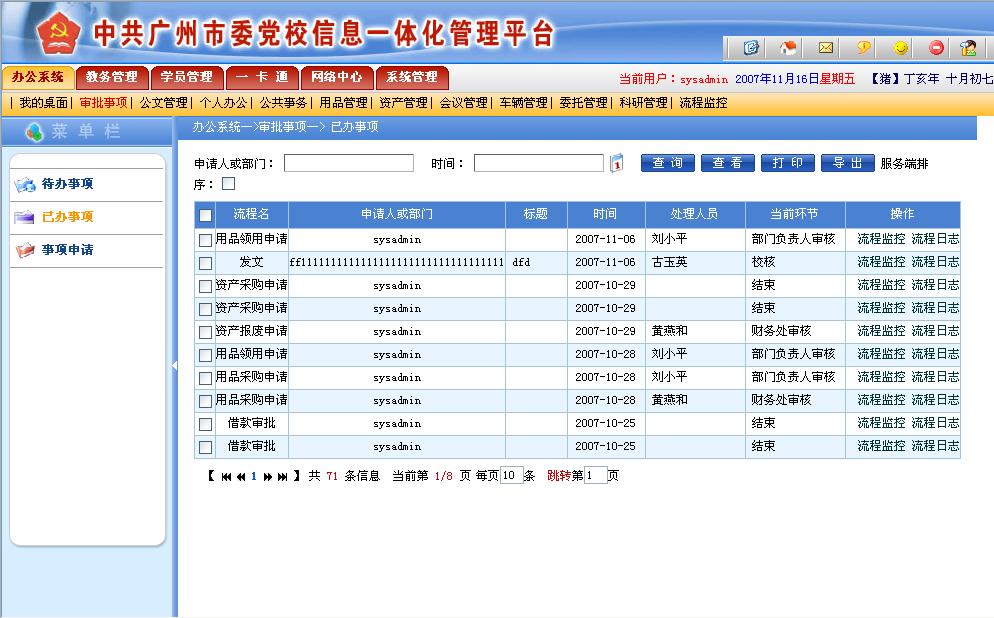 中共广州市委党校信息一体化管理平台
办公系统 教务管理 学员管理 一 卡 通 网络中心 系统管理 当前用户：sysadmin 2007年11月16日星期五 【猪】丁亥年 十月初七
| 我的桌面| 审批事项| 公文管理| 个人办公| 公共事务| 用品管理| 资产管理| 会议管理| 车辆管理| 委托管理| 科研管理| 流程监控
菜 单 栏
待办事项
已办事项
事项申请
办公系统—>审批事项—> 已办事项
申请人或部门： 时间： 1 查 询 查 看 打 印 导 出 服务端排
序：
流程名 申请人或部门 标题 时间 处理人员 当前环节 操作
用品领用申请 sysadmin 2007-11-06 刘小平 部门负责人审核 流程监控 流程日志
发文 ffllllllllllllllllllllllllllllllllll dfd 2007-11-06 古玉英 校核 流程监控 流程日志
资产采购申请 sysadmin 2007-10-29 结束 流程监控 流程日志
资产采购申请 sysadmin 2007-10-29 结束 流程监控 流程日志
资产报废申请 sysadmin 2007-10-29 黄燕和 财务处审核 流程监控 流程日志
用品领用申请 sysadmin 2007-10-28 刘小平 部门负责人审核 流程监控 流程日志
用品采购申请 sysadmin 2007-10-28 刘小平 部门负责人审核 流程监控 流程日志
用品采购申请 sysadmin 2007-10-28 黄燕和 财务处审核 流程监控 流程日志
借款审批 sysadmin 2007-10-25 结束 流程监控 流程日志
借款审批 sysadmin 2007-10-25 结束 流程监控 流程日志
【 1 】 共 71 条信息 当前第 1/8 页 每页10条 跳转第1页